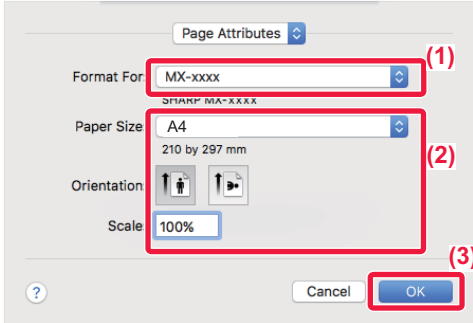 Page Attributes
(1)
Format For: MX-xxxx
SHARP MX-xxxx
Paper Size: A4
210 by 297 mm
(2)
Orientation:
Scale: 100%
(3)
? Cancel OK